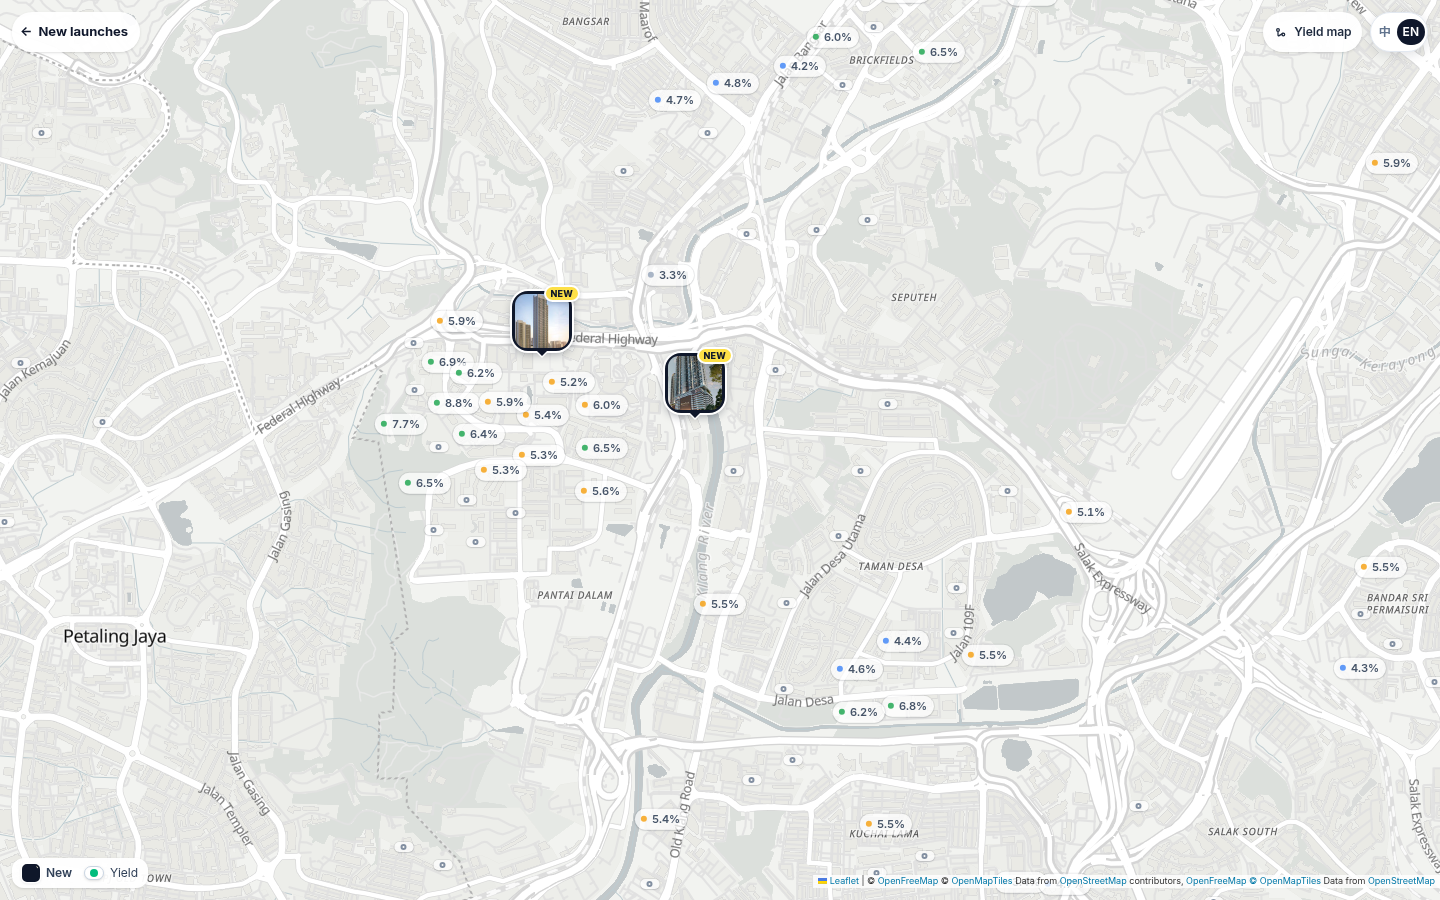 ← New launches
BANGSAR
Maarof
6.0%
6.5%
BRICKFIELDS
4.2%
4.8%
4.7%
Yield map
中 EN
5.9%
3.3%
SEPUTEH
NEW
5.9%
Federal Highway
NEW
Sungai Kerayong
Jalan Kemajuan
6.9%
6.2%
5.2%
Federal Highway
8.8%
5.9%
5.4%
6.0%
7.7%
6.4%
6.5%
5.3%
5.3%
6.5%
5.6%
Jalan Gasing
5.1%
Jalan Desa Utama
TAMAN DESA
Salak Expressway
5.5%
BANDAR SRI
PERMAISURI
PANTAI DALAM
5.5%
Petaling Jaya
Jalan 109F
4.4%
5.5%
4.6%
4.3%
Jalan Desa
6.2%
6.8%
Jalan Gasing
Jalan Templer
Salak Expressway
5.4%
5.5%
KUCHAI LAMA
SALAK SOUTH
New
Yield
OWN
Leaflet | © OpenFreeMap © OpenMapTiles Data from OpenStreetMap contributors, OpenFreeMap © OpenMapTiles Data from OpenStreetMap